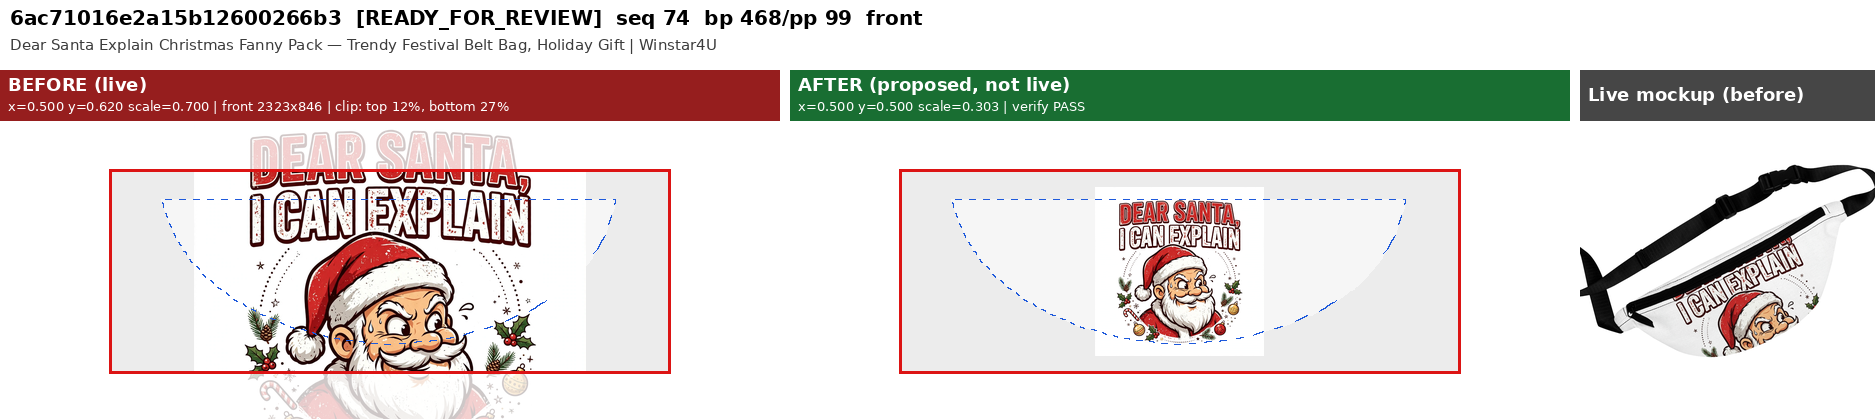 6ac71016e2a15b12600266b3 [READY_FOR_REVIEW] seq 74 bp 468/pp 99 front
Dear Santa Explain Christmas Fanny Pack — Trendy Festival Belt Bag, Holiday Gift | Winstar4U
BEFORE (live)
x=0.500 y=0.620 scale=0.700 | front 2323x846 | clip: top 12%, bottom 27%
DEAR SANTA,
I CAN EXPLAIN
AFTER (proposed, not live)
x=0.500 y=0.500 scale=0.303 | verify PASS
DEAR SANTA,
I CAN EXPLAIN
Live mockup (before)
I CAN EXPLAIN